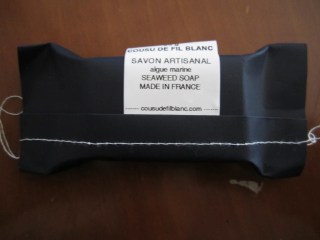 COUSU DE FIL BLANC
SAVON ARTISANAL
algue marine
SEAWEED SOAP
MADE IN FRANCE
cousudefilblanc.com